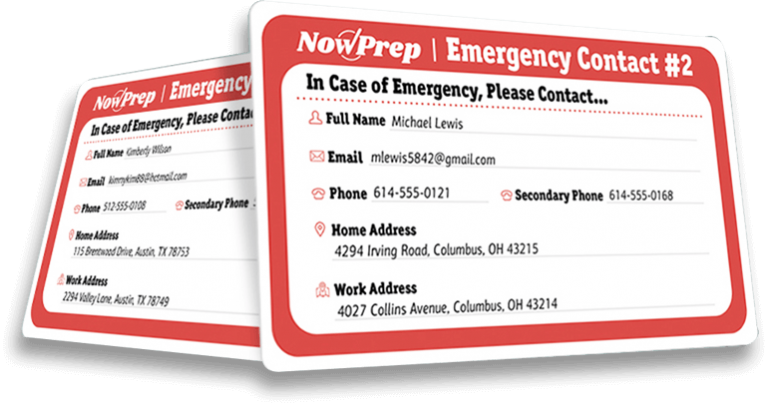 NowPrep | Emergency
In Case of Emergency, Please Contac
Full Name Kimberly Wilson
Email kimmykim88@hotmail.com
Phone 512-555-0108 Secondary Phone
Home Address
115 Brentwood Drive, Austin, TX 78753
Work Address
2294 Valley Lane, Austin, TX 78749
NowPrep | Emergency Contact #2
In Case of Emergency, Please Contact...
Full Name Michael Lewis
Email mlewis5842@gmail.com
Phone 614-555-0121 Secondary Phone 614-555-0168
Home Address
4294 Irving Road, Columbus, OH 43215
Work Address
4027 Collins Avenue, Columbus, OH 43214